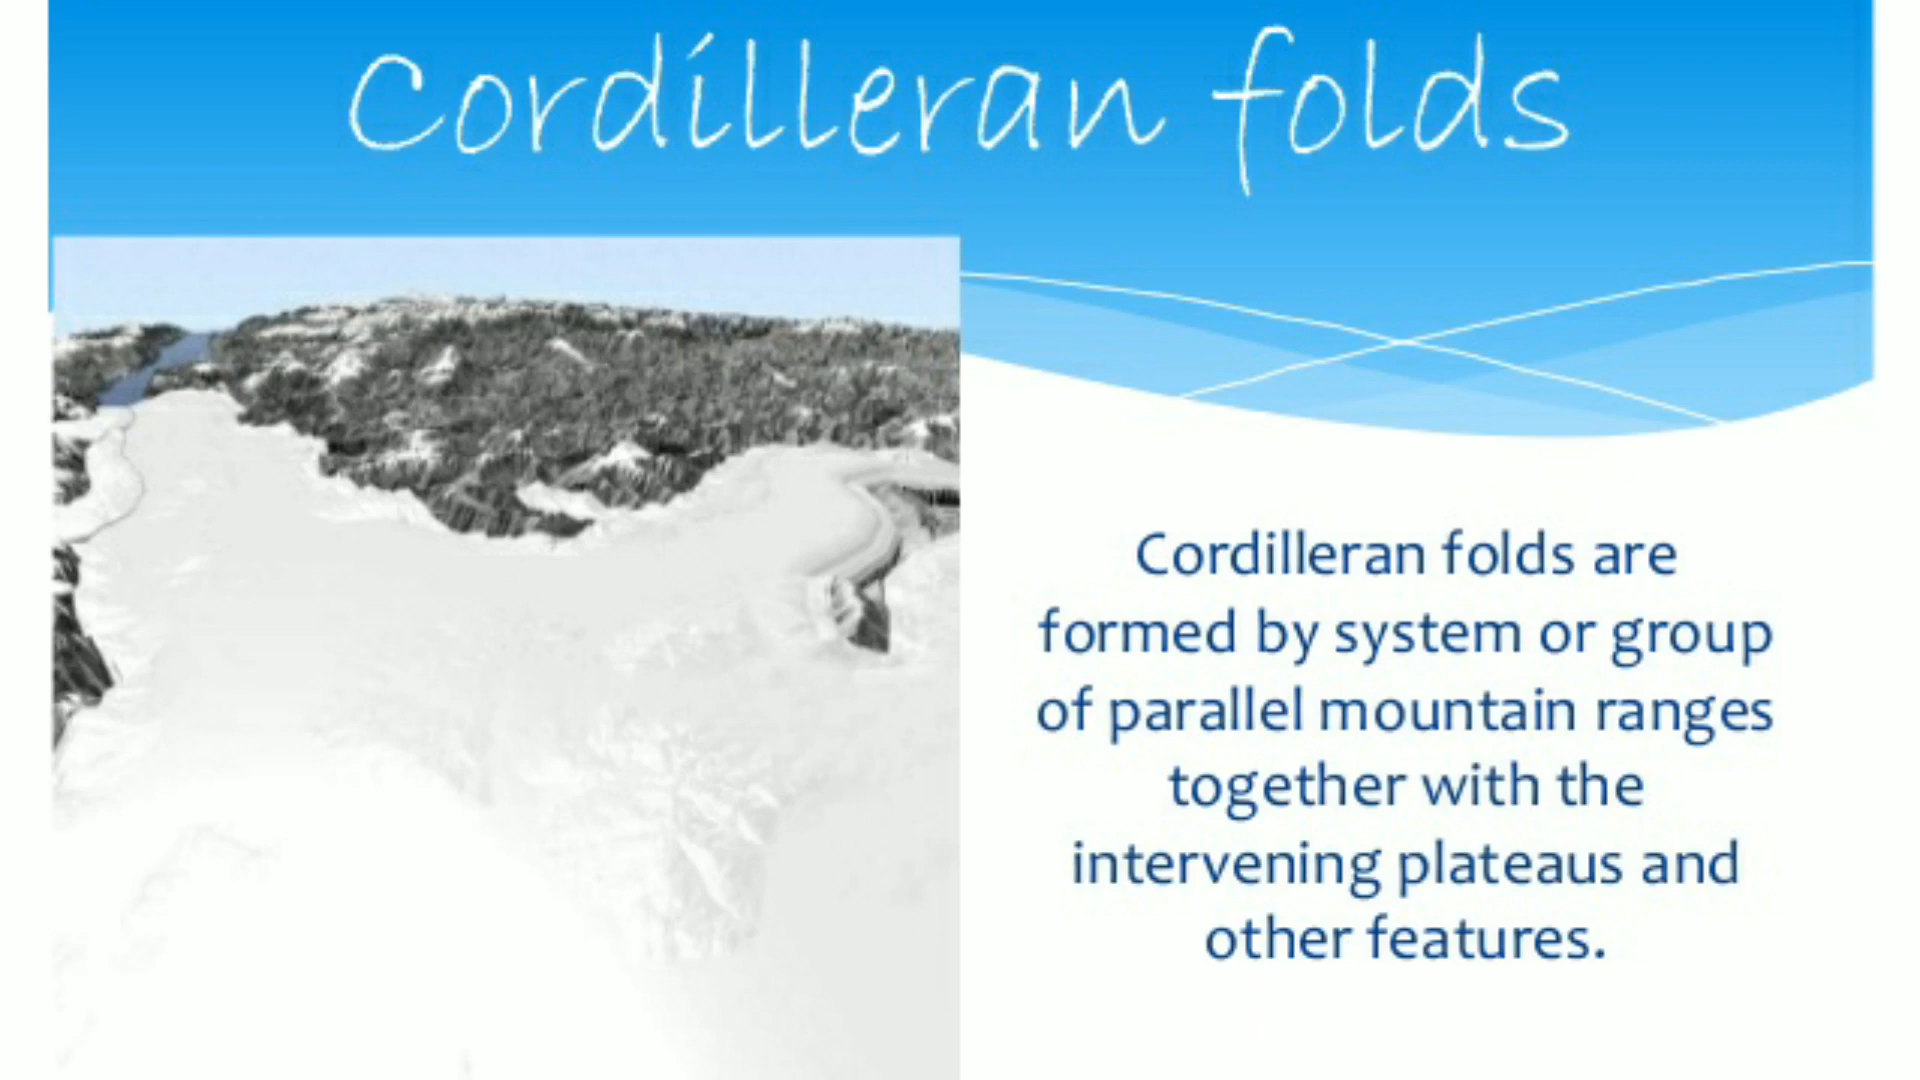 Cordilleran folds
Cordilleran folds are
formed by system or group
of parallel mountain ranges
together with the
intervening plateaus and
other features.